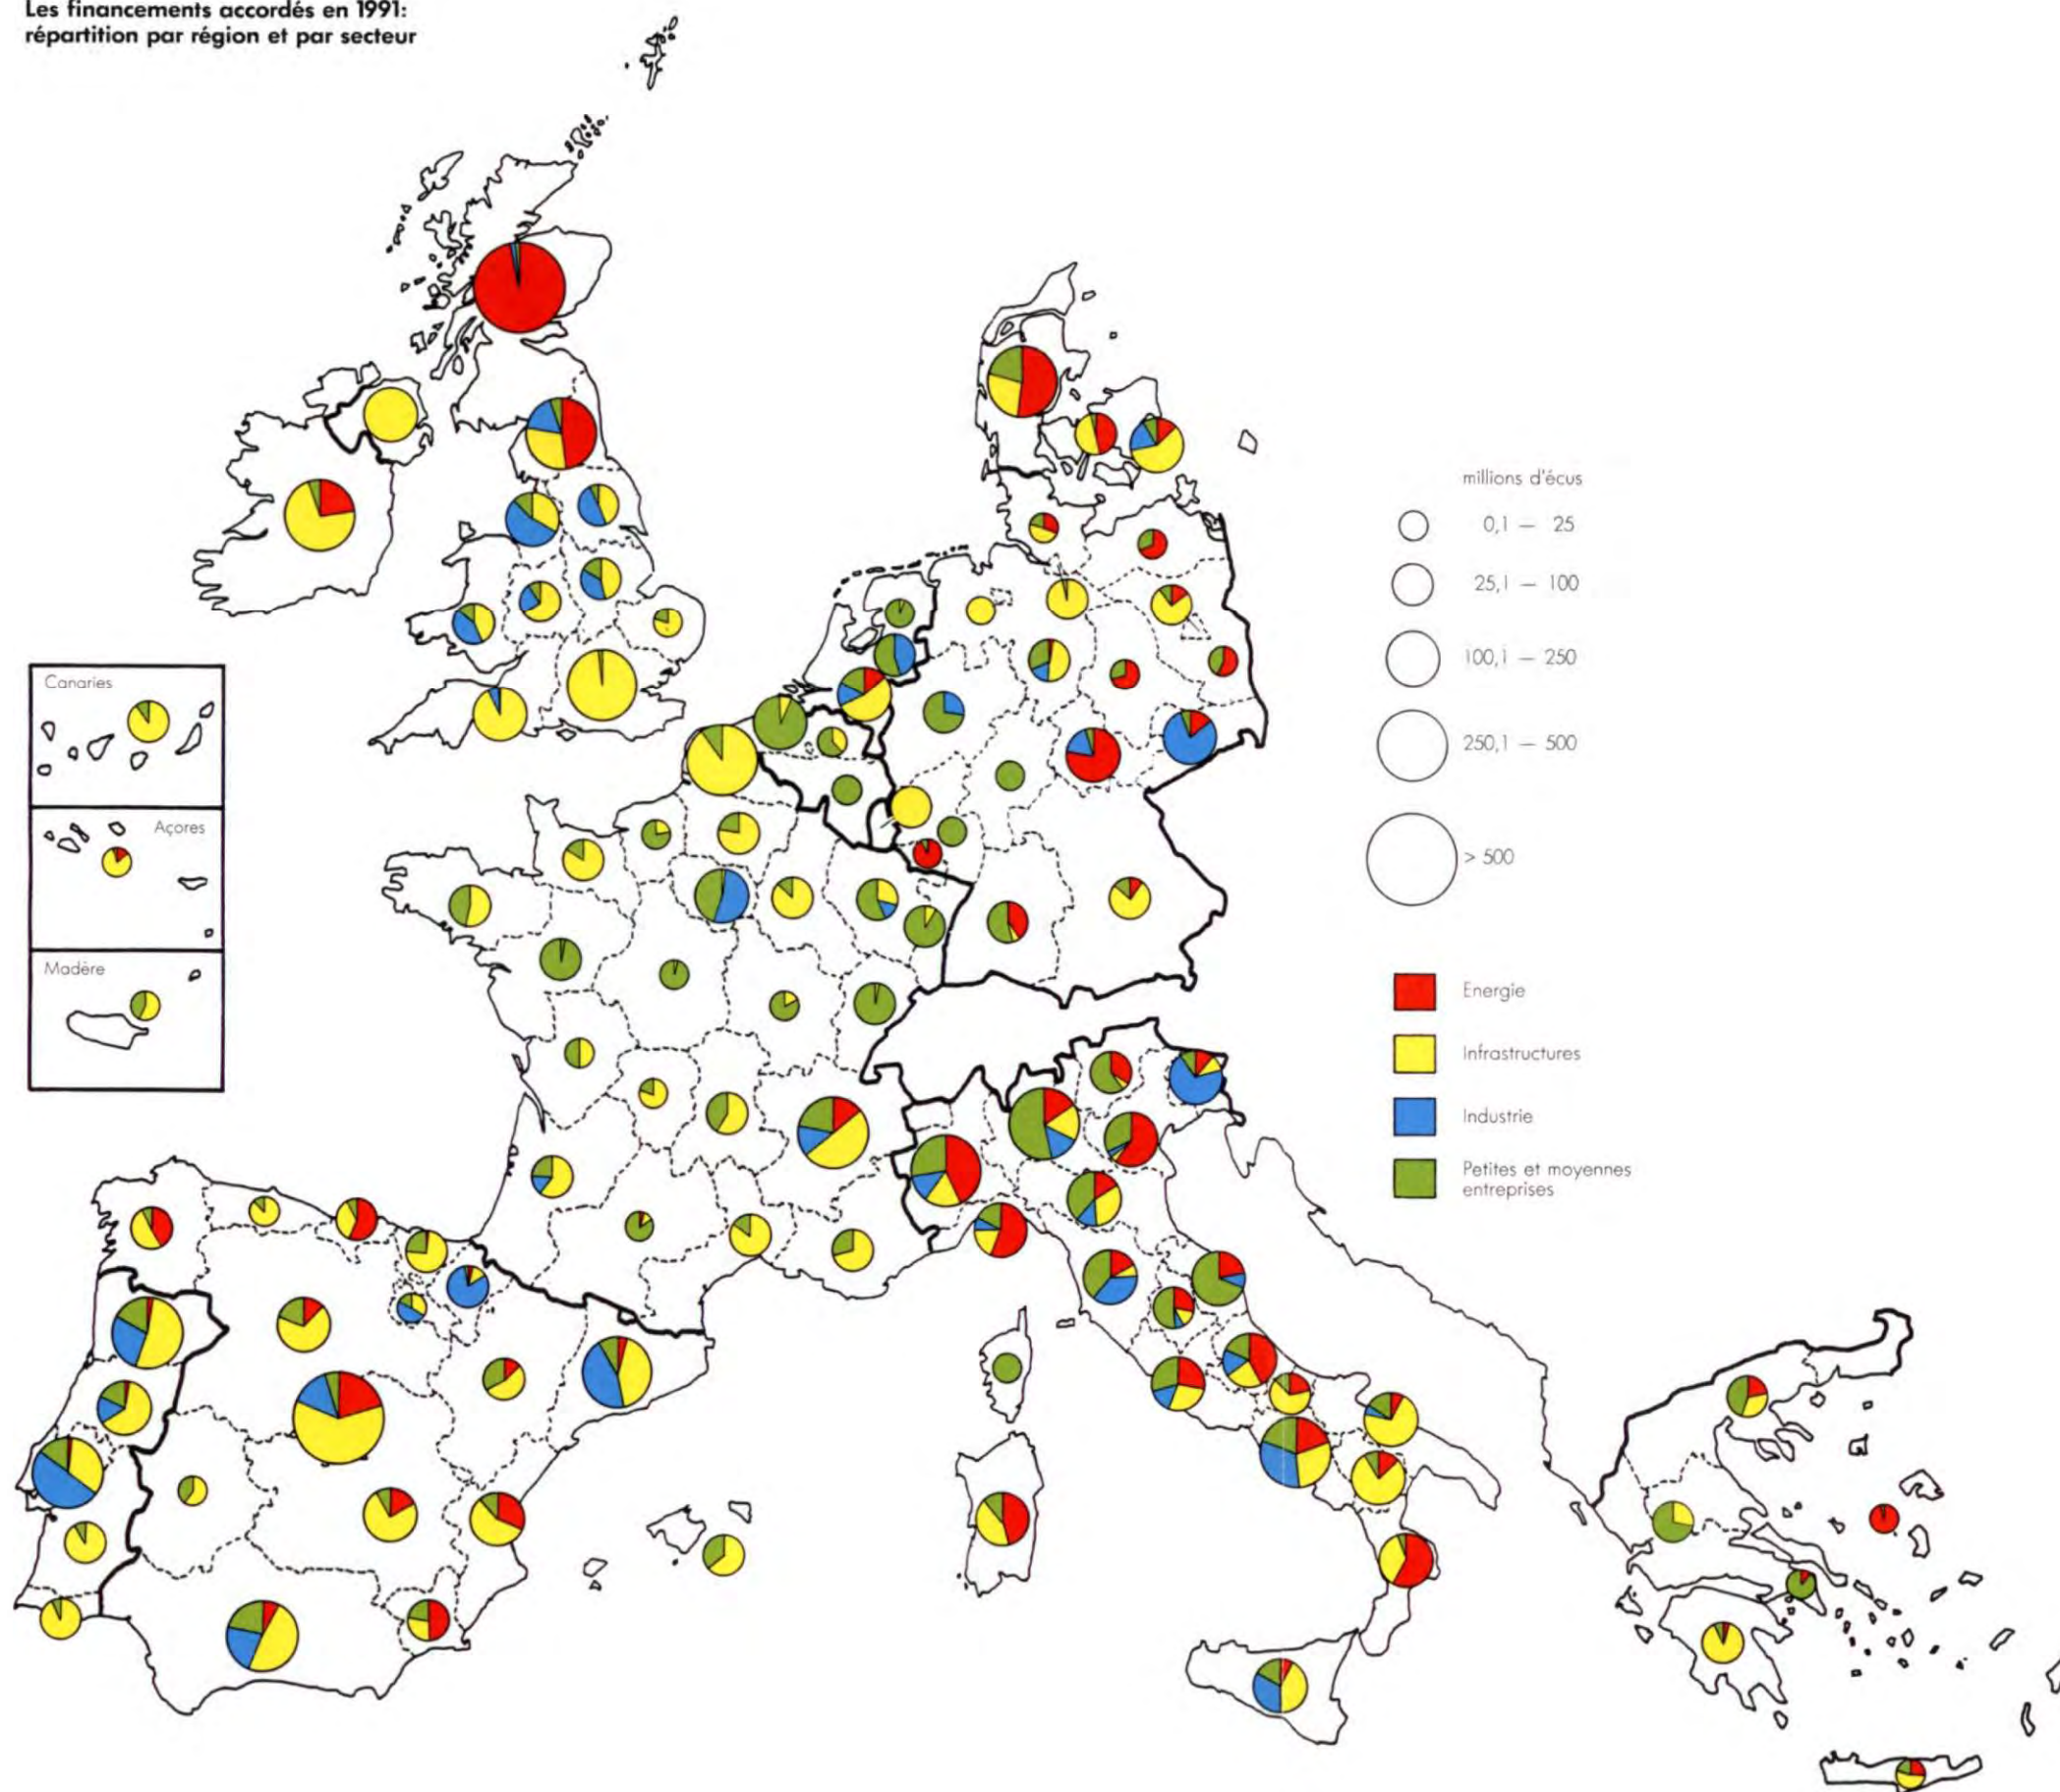 Les financements accordés en 1991:
répartition par région et par secteur
Canaries
Açores
Madère
millions d'écus
0,1 — 25
25,1 — 100
100,1 — 250
250,1 — 500
> 500
Energie
Infrastructures
Industrie
Petites et moyennes
entreprises